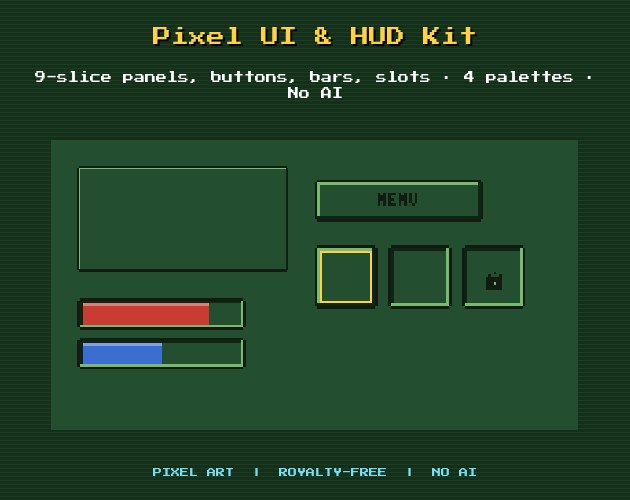 Pixel UI & HUD Kit
9-slice panels, buttons, bars, slots · 4 palettes ·
No AI
MENU
PIXEL ART | ROYALTY-FREE | NO AI